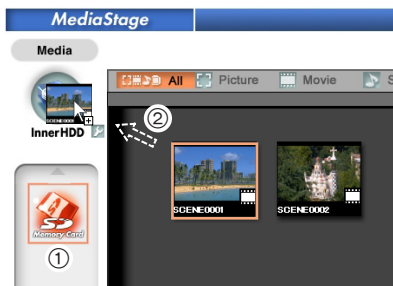 MediaStage
Media
All Picture Movie S
SCENE0001
InnerHDD
②
SCENE0001 SCENE0002
SD
Memory Card
①